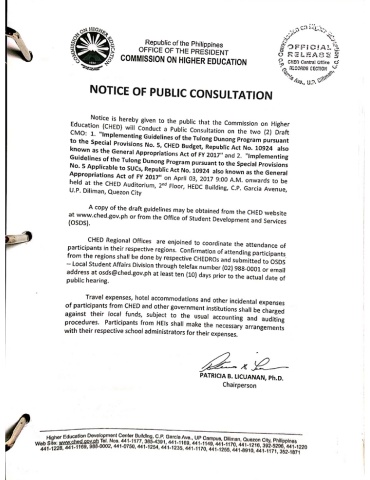 Republic of the Philippines
OFFICE OF THE PRESIDENT
COMMISSION ON HIGHER EDUCATION
COMMISSION ON HIGHER EDUCATION
OFFICIAL
RELEASE
CHED Central Office
RECORDS SECTION
C.P. Garcia Ave., U.P. Diliman, Q.C.
NOTICE OF PUBLIC CONSULTATION
Notice is hereby given to the public that the Commission on Higher
Education (CHED) will Conduct a Public Consultation on the two (2) Draft
CMO: 1. "Implementing Guidelines of the Tulong Dunong Program pursuant
to the Special Provisions No. 5, CHED Budget, Republic Act No. 10924 also
known as the General Appropriations Act of FY 2017" and 2. "Implementing
Guidelines of the Tulong Dunong Program pursuant to the Special Provisions
No. 5 Applicable to SUCs, Republic Act No. 10924 also known as the General
Appropriations Act of FY 2017" on April 03, 2017 9:00 A.M. onwards to be
held at the CHED Auditorium, 2nd Floor, HEDC Building, C.P. Garcia Avenue,
U.P. Diliman, Quezon City
A copy of the draft guidelines may be obtained from the CHED website
at www.ched.gov.ph or from the Office of Student Development and Services
(OSDS).
CHED Regional Offices are enjoined to coordinate the attendance of
participants in their respective regions. Confirmation of attending participants
from the regions shall be done by respective CHEDROs and submitted to OSDS
– Local Student Affairs Divisions through telefax number (02) 988-0001 or email
address at osds@ched.gov.ph at least ten (10) days prior to the actual date of
public hearing.
Travel expenses, hotel accommodations and other incidental expenses
of participants from CHED and other government institutions shall be charged
against their local funds, subject to the usual accounting and auditing
procedures. Participants from HEIs shall make the necessary arrangements
with their respective school administrators for their expenses.
PATRICIA B. LICUANAN, Ph.D.
Chairperson
Higher Education Development Center Building, C.P. Garcia Ave., UP Campus, Diliman, Quezon City, Philippines
Web Site: www.ched.gov.ph Tel. Nos. 441-1177, 385-4391, 441-1169, 441-1149, 441-1170, 441-1216, 392-5296, 441-1220
441-1228, 441-1168, 988-0002, 441-0750, 441-1254, 441-1235, 441-1170, 441-1255, 441-8910, 441-1171, 352-1871